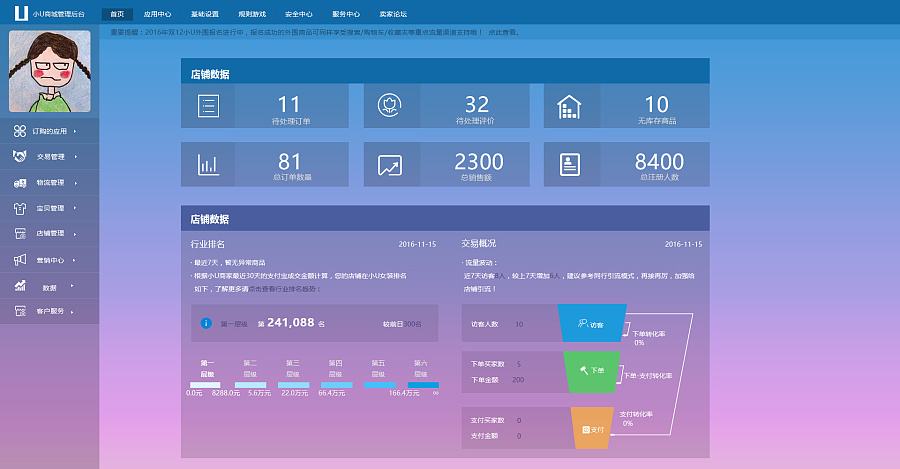 小U商城管理后台
首页 应用中心 基础设置 规则游戏 安全中心 服务中心 卖家论坛
重要提醒：2016年双12小U外围报名进行中，报名成功的外围商品可同样享受搜索/购物车/收藏夹等重点流量渠道支持哦！ 点此查看。
订购的应用
交易管理
物流管理
宝贝管理
店铺管理
营销中心
数据
客户服务
店铺数据
11
待处理订单
32
待处理评价
10
无库存商品
81
总订单数量
2300
总销售额
8400
总注册人数
店铺数据
行业排名 2016-11-15
· 最近7天，暂无异常商品
· 根据小U商家最近30天的支付宝成交金额计算，您的店铺在小U女装排名
如下，了解更多请点击查看行业排名趋势：
第一层级 第 241,088 名 较前日300名
第一层级 第二层级 第三层级 第四层级 第五层级 第六层级
0.0元 8288.0元 5.6万元 22.0万元 66.4万元 166.4万元 ∞
交易概况 2016-11-15
· 流量波动：
近7天访客 人，较上7天增加 人，建议参考同行引流模式，再接再厉，加强给
店铺引流！
访客人数 10
访客
下单转化率
0%
下单买家数 5
下单金额 200
下单
下单-支付转化率
支付买家数 0
支付金额 0
支付
支付转化率
0%